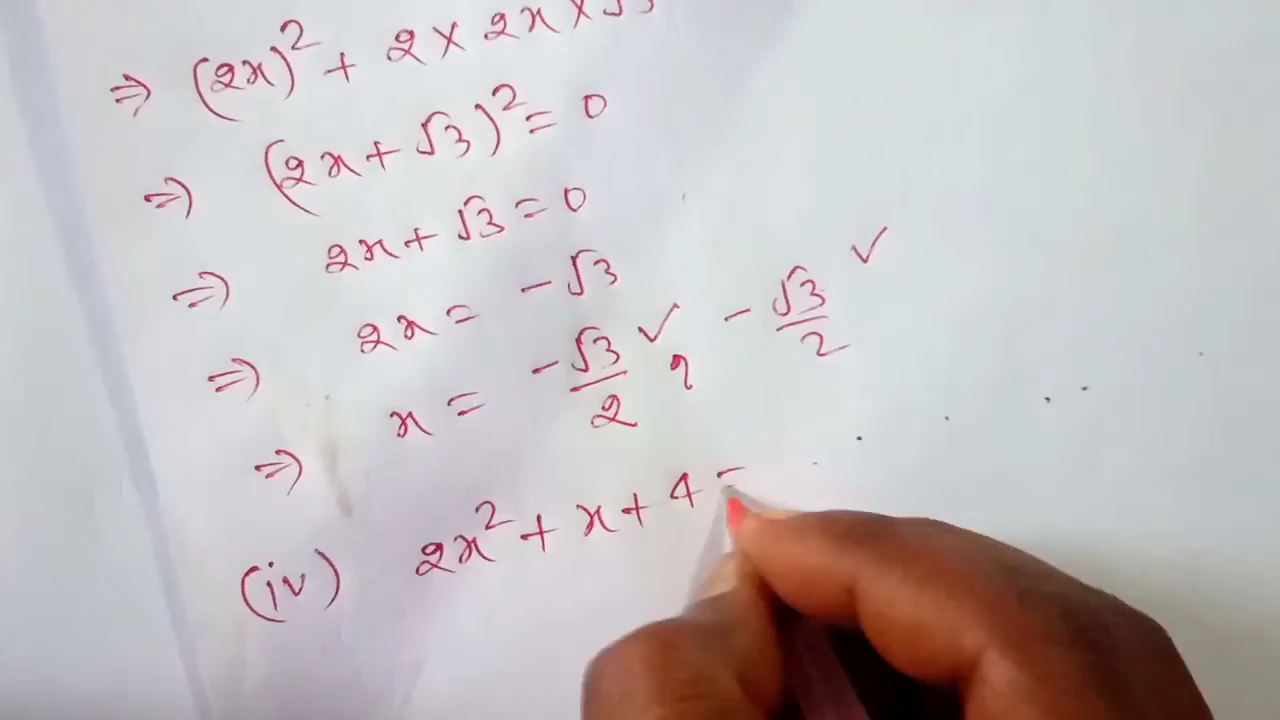 ⇒ (2x)² + 2 × 2x × √3
⇒ (2x + √3)² = 0
⇒ 2x + √3 = 0
⇒ 2x = -√3
⇒ x = -√3/2 ✓, -√3/2 ✓
(iv) 2x² + x + 4 =